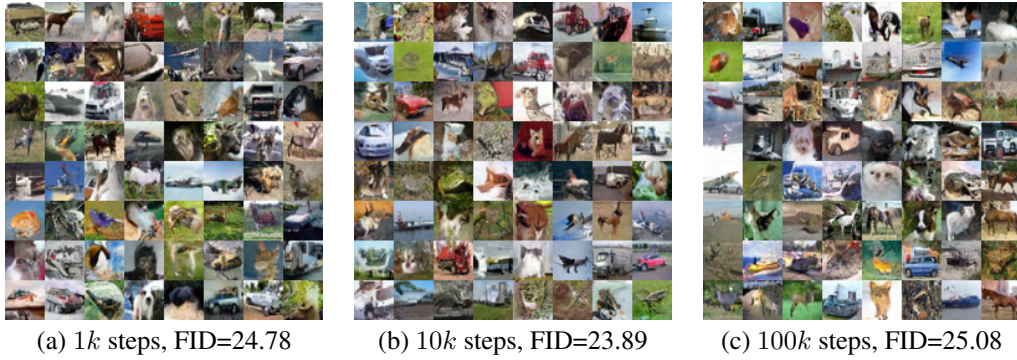 (a) 1k steps, FID=24.78
(b) 10k steps, FID=23.89
(c) 100k steps, FID=25.08